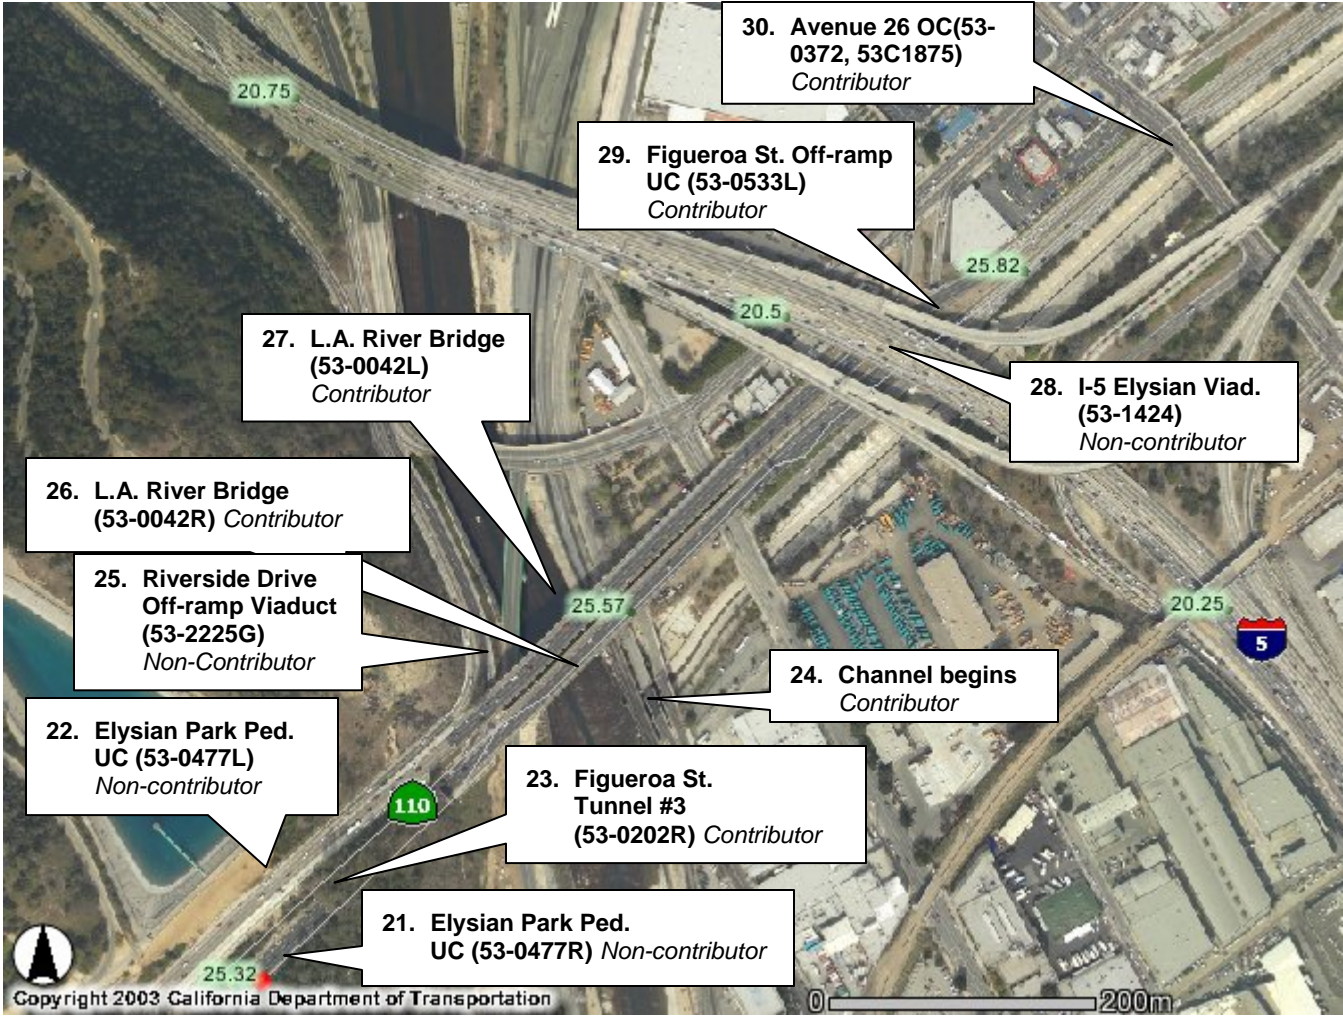 30. Avenue 26 OC(53-
0372, 53C1875)
Contributor
20.75
29. Figueroa St. Off-ramp
UC (53-0533L)
Contributor
25.82
20.5
27. L.A. River Bridge
(53-0042L)
Contributor
28. I-5 Elysian Viad.
(53-1424)
Non-contributor
26. L.A. River Bridge
(53-0042R) Contributor
25. Riverside Drive
Off-ramp Viaduct
(53-2225G)
Non-Contributor
25.57
20.25
5
24. Channel begins
Contributor
22. Elysian Park Ped.
UC (53-0477L)
Non-contributor
23. Figueroa St.
Tunnel #3
(53-0202R) Contributor
110
21. Elysian Park Ped.
UC (53-0477R) Non-contributor
25.32
Copyright 2003 California Department of Transportation
0 200m